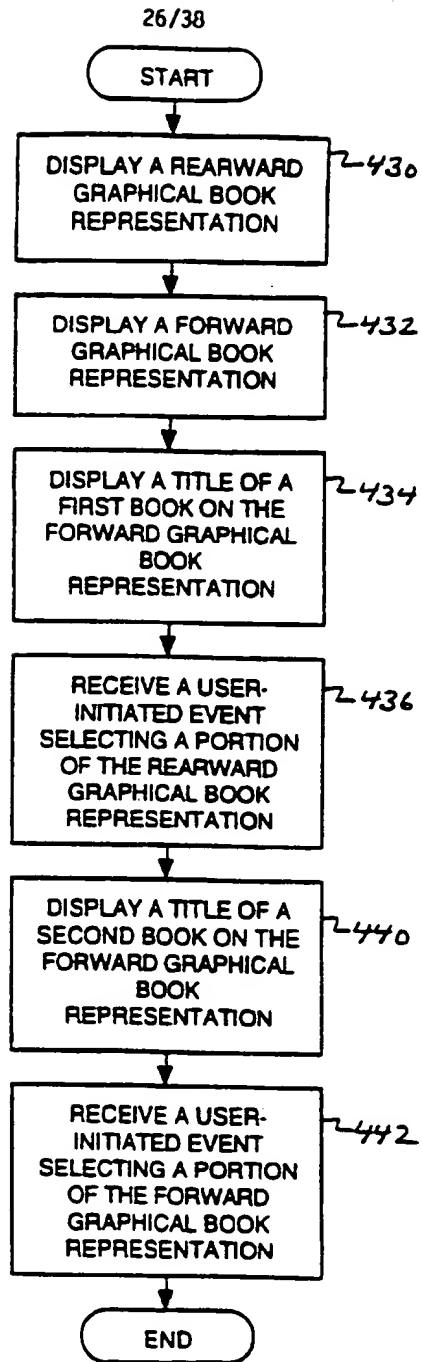 26/38
START
DISPLAY A REARWARD
GRAPHICAL BOOK
REPRESENTATION
430
DISPLAY A FORWARD
GRAPHICAL BOOK
REPRESENTATION
432
DISPLAY A TITLE OF A
FIRST BOOK ON THE
FORWARD GRAPHICAL
BOOK
REPRESENTATION
434
RECEIVE A USER-
INITIATED EVENT
SELECTING A PORTION
OF THE REARWARD
GRAPHICAL BOOK
REPRESENTATION
436
DISPLAY A TITLE OF A
SECOND BOOK ON THE
FORWARD GRAPHICAL
BOOK
REPRESENTATION
440
RECEIVE A USER-
INITIATED EVENT
SELECTING A PORTION
OF THE FORWARD
GRAPHICAL BOOK
REPRESENTATION
442
END